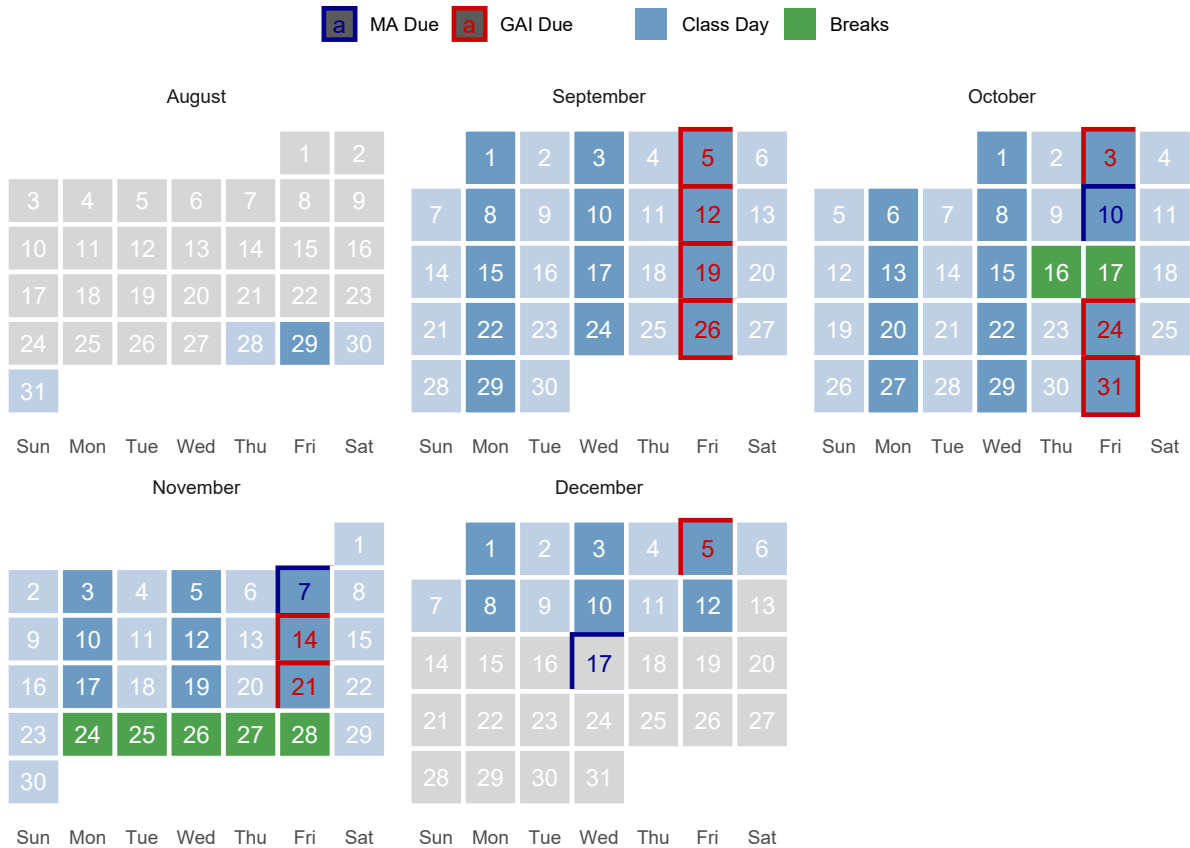 a MA Due a GAI Due Class Day Breaks
August
1 2
3 4 5 6 7 8 9
10 11 12 13 14 15 16
17 18 19 20 21 22 23
24 25 26 27 28 29 30
31
Sun Mon Tue Wed Thu Fri Sat
September
1 2 3 4 5 6
7 8 9 10 11 12 13
14 15 16 17 18 19 20
21 22 23 24 25 26 27
28 29 30
Sun Mon Tue Wed Thu Fri Sat
October
1 2 3 4
5 6 7 8 9 10 11
12 13 14 15 16 17 18
19 20 21 22 23 24 25
26 27 28 29 30 31
Sun Mon Tue Wed Thu Fri Sat
November
1
2 3 4 5 6 7 8
9 10 11 12 13 14 15
16 17 18 19 20 21 22
23 24 25 26 27 28 29
30
Sun Mon Tue Wed Thu Fri Sat
December
1 2 3 4 5 6
7 8 9 10 11 12 13
14 15 16 17 18 19 20
21 22 23 24 25 26 27
28 29 30 31
Sun Mon Tue Wed Thu Fri Sat